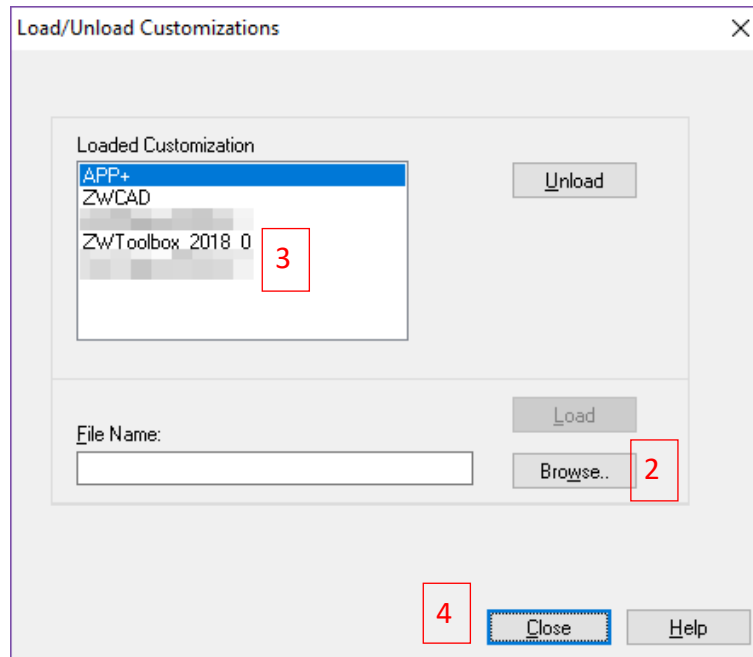 Load/Unload Customizations
Loaded Customization
APP+
Unload
ZWCAD
ZWToolbox_2018_0
3
Load
File Name:
Browse..
2
4
Close
Help